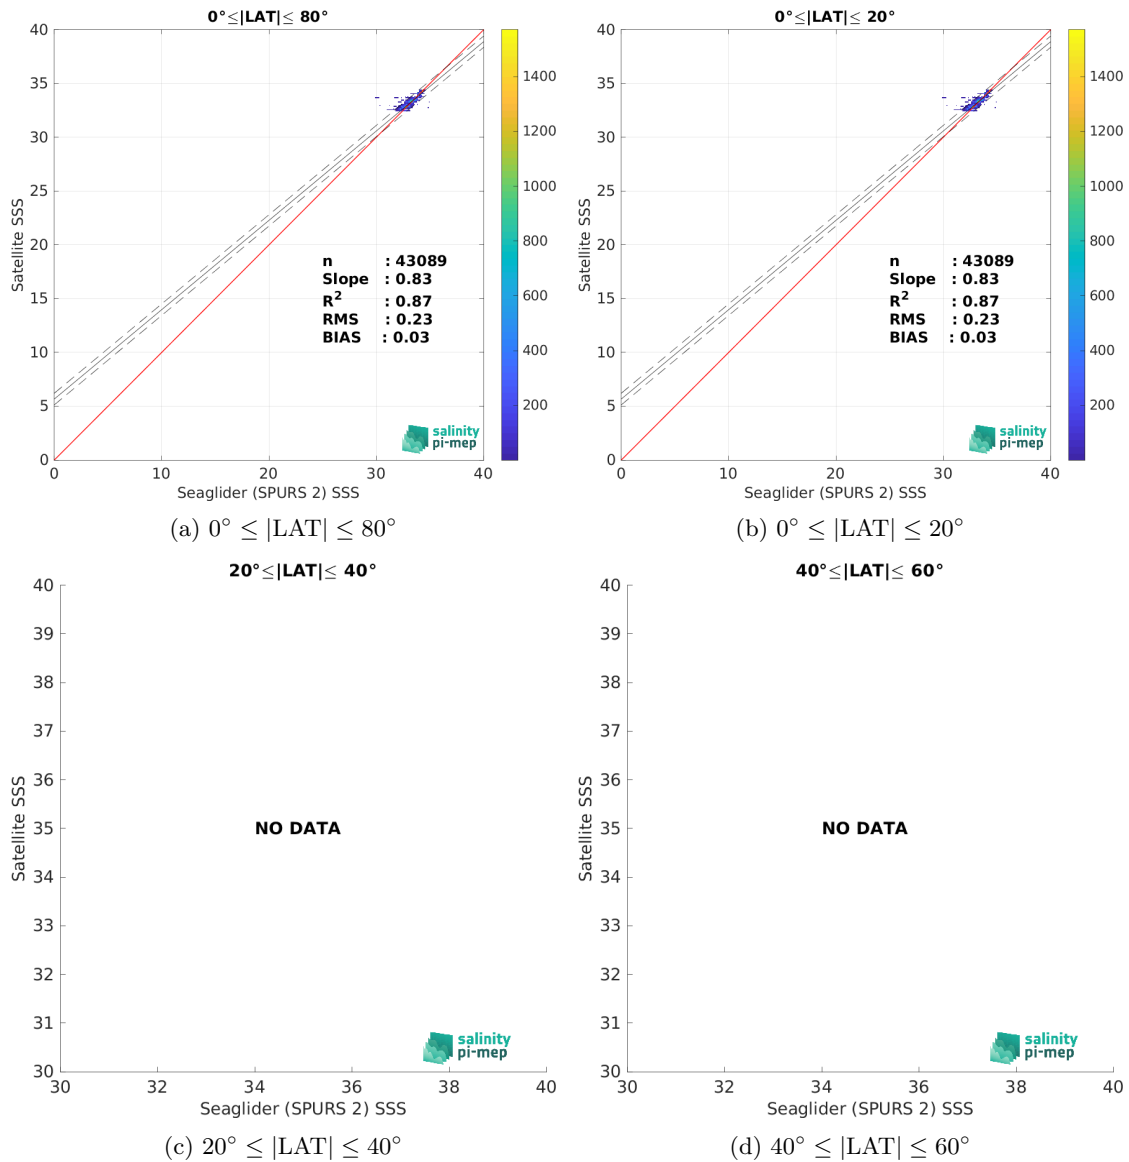 0°≤|LAT|≤ 80°
40
35
30
25
20
15
10
5
0
Satellite SSS
n : 43089
Slope : 0.83
R² : 0.87
RMS : 0.23
BIAS : 0.03
salinity
pi-mep
0 10 20 30 40
Seaglider (SPURS 2) SSS
1400
1200
1000
800
600
400
200
(a) 0° ≤ |LAT| ≤ 80°
0°≤|LAT|≤ 20°
40
35
30
25
20
15
10
5
0
Satellite SSS
n : 43089
Slope : 0.83
R² : 0.87
RMS : 0.23
BIAS : 0.03
salinity
pi-mep
0 10 20 30 40
Seaglider (SPURS 2) SSS
1400
1200
1000
800
600
400
200
(b) 0° ≤ |LAT| ≤ 20°
20°≤|LAT|≤ 40°
40
39
38
37
36
35
34
33
32
31
30
Satellite SSS
NO DATA
salinity
pi-mep
30 32 34 36 38 40
Seaglider (SPURS 2) SSS
(c) 20° ≤ |LAT| ≤ 40°
40°≤|LAT|≤ 60°
40
39
38
37
36
35
34
33
32
31
30
Satellite SSS
NO DATA
salinity
pi-mep
30 32 34 36 38 40
Seaglider (SPURS 2) SSS
(d) 40° ≤ |LAT| ≤ 60°